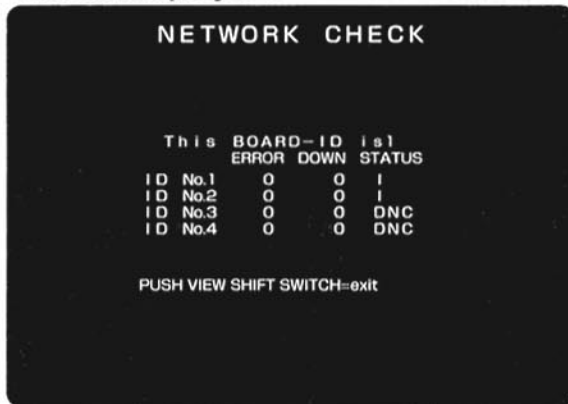 NETWORK CHECK
This BOARD-ID is1
ERROR DOWN STATUS
ID No.1 0 0 I
ID No.2 0 0 I
ID No.3 0 0 DNC
ID No.4 0 0 DNC
PUSH VIEW SHIFT SWITCH=exit